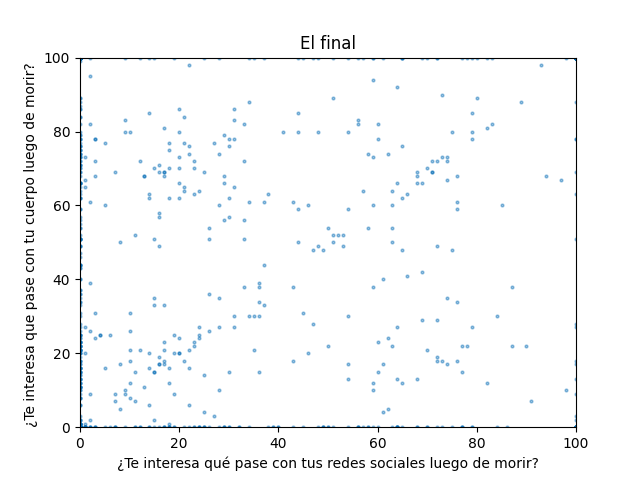 El final
100
80
60
40
20
0
¿Te interesa que pase con tu cuerpo luego de morir?
0 20 40 60 80 100
¿Te interesa qué pase con tus redes sociales luego de morir?